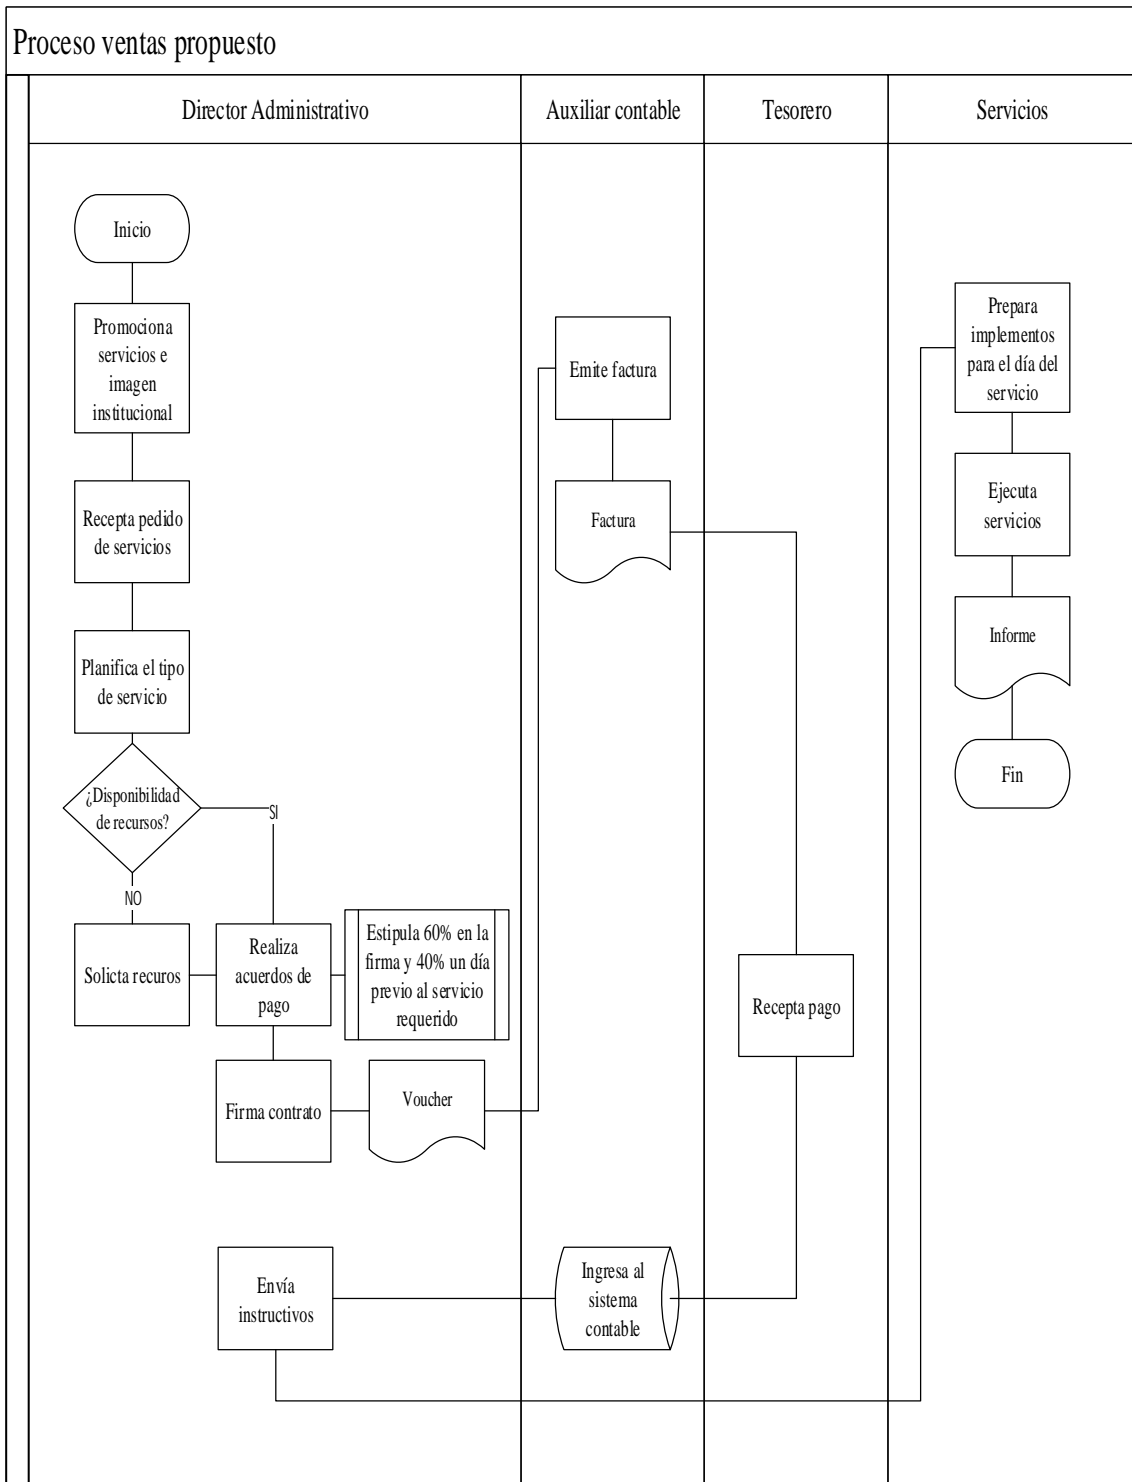 Proceso ventas propuesto
Director Administrativo
Auxiliar contable
Tesorero
Servicios
Inicio
Promociona
servicios e
imagen
institucional
Recepta pedido
de servicios
Planifica el tipo
de servicio
¿Disponibilidad
de recursos?
SI
NO
Solicta recuros
Realiza
acuerdos de
pago
Estipula 60% en la
firma y 40% un día
previo al servicio
requerido
Firma contrato
Voucher
Envía
instructivos
Emite factura
Factura
Ingresa al
sistema
contable
Recepta pago
Prepara
implementos
para el día del
servicio
Ejecuta
servicios
Informe
Fin